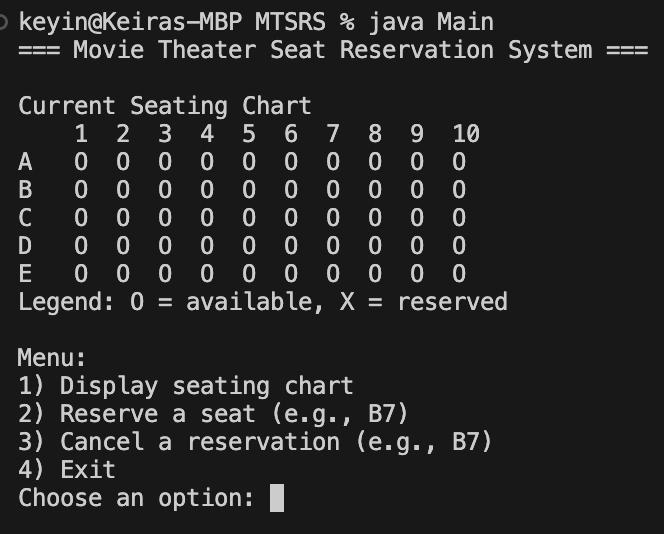 keyin@Keiras-MBP MTSRS % java Main
=== Movie Theater Seat Reservation System ===
Current Seating Chart
1 2 3 4 5 6 7 8 9 10
A O O O O O O O O O O
B O O O O O O O O O O
C O O O O O O O O O O
D O O O O O O O O O O
E O O O O O O O O O O
Legend: O = available, X = reserved
Menu:
1) Display seating chart
2) Reserve a seat (e.g., B7)
3) Cancel a reservation (e.g., B7)
4) Exit
Choose an option: